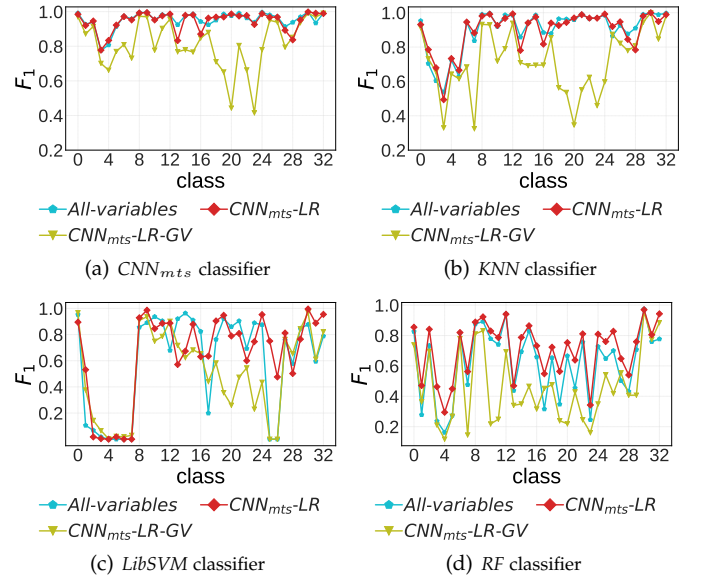 1.0
0.8
0.6
0.4
0.2
F1
0 4 8 12 16 20 24 28 32
class
All-variables CNNmts-LR
CNNmts-LR-GV
(a) CNNmts classifier
1.0
0.8
0.6
0.4
0.2
F1
0 4 8 12 16 20 24 28 32
class
All-variables CNNmts-LR
CNNmts-LR-GV
(b) KNN classifier
1.0
0.8
0.6
0.4
0.2
F1
0 4 8 12 16 20 24 28 32
class
All-variables CNNmts-LR
CNNmts-LR-GV
(c) LibSVM classifier
1.0
0.8
0.6
0.4
0.2
F1
0 4 8 12 16 20 24 28 32
class
All-variables CNNmts-LR
CNNmts-LR-GV
(d) RF classifier